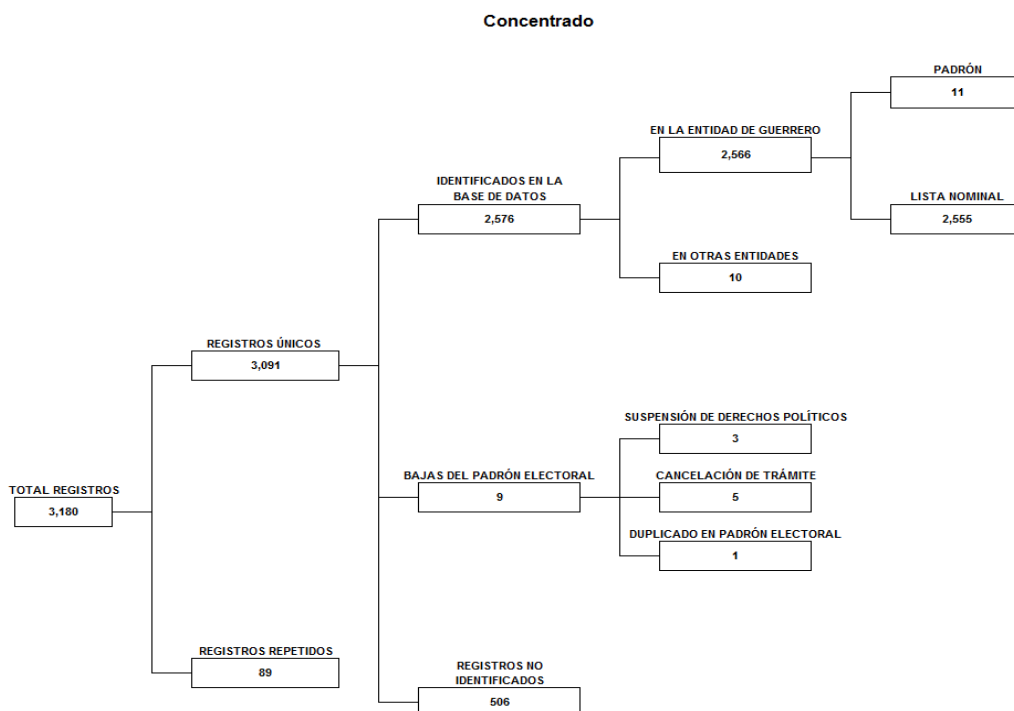 Concentrado
PADRÓN
11
EN LA ENTIDAD DE GUERRERO
2,566
IDENTIFICADOS EN LA
BASE DE DATOS
2,576
LISTA NOMINAL
2,555
EN OTRAS ENTIDADES
10
REGISTROS ÚNICOS
3,091
SUSPENSIÓN DE DERECHOS POLÍTICOS
3
BAJAS DEL PADRÓN ELECTORAL
9
CANCELACIÓN DE TRÁMITE
5
TOTAL REGISTROS
3,180
DUPLICADO EN PADRÓN ELECTORAL
1
REGISTROS REPETIDOS
89
REGISTROS NO
IDENTIFICADOS
506